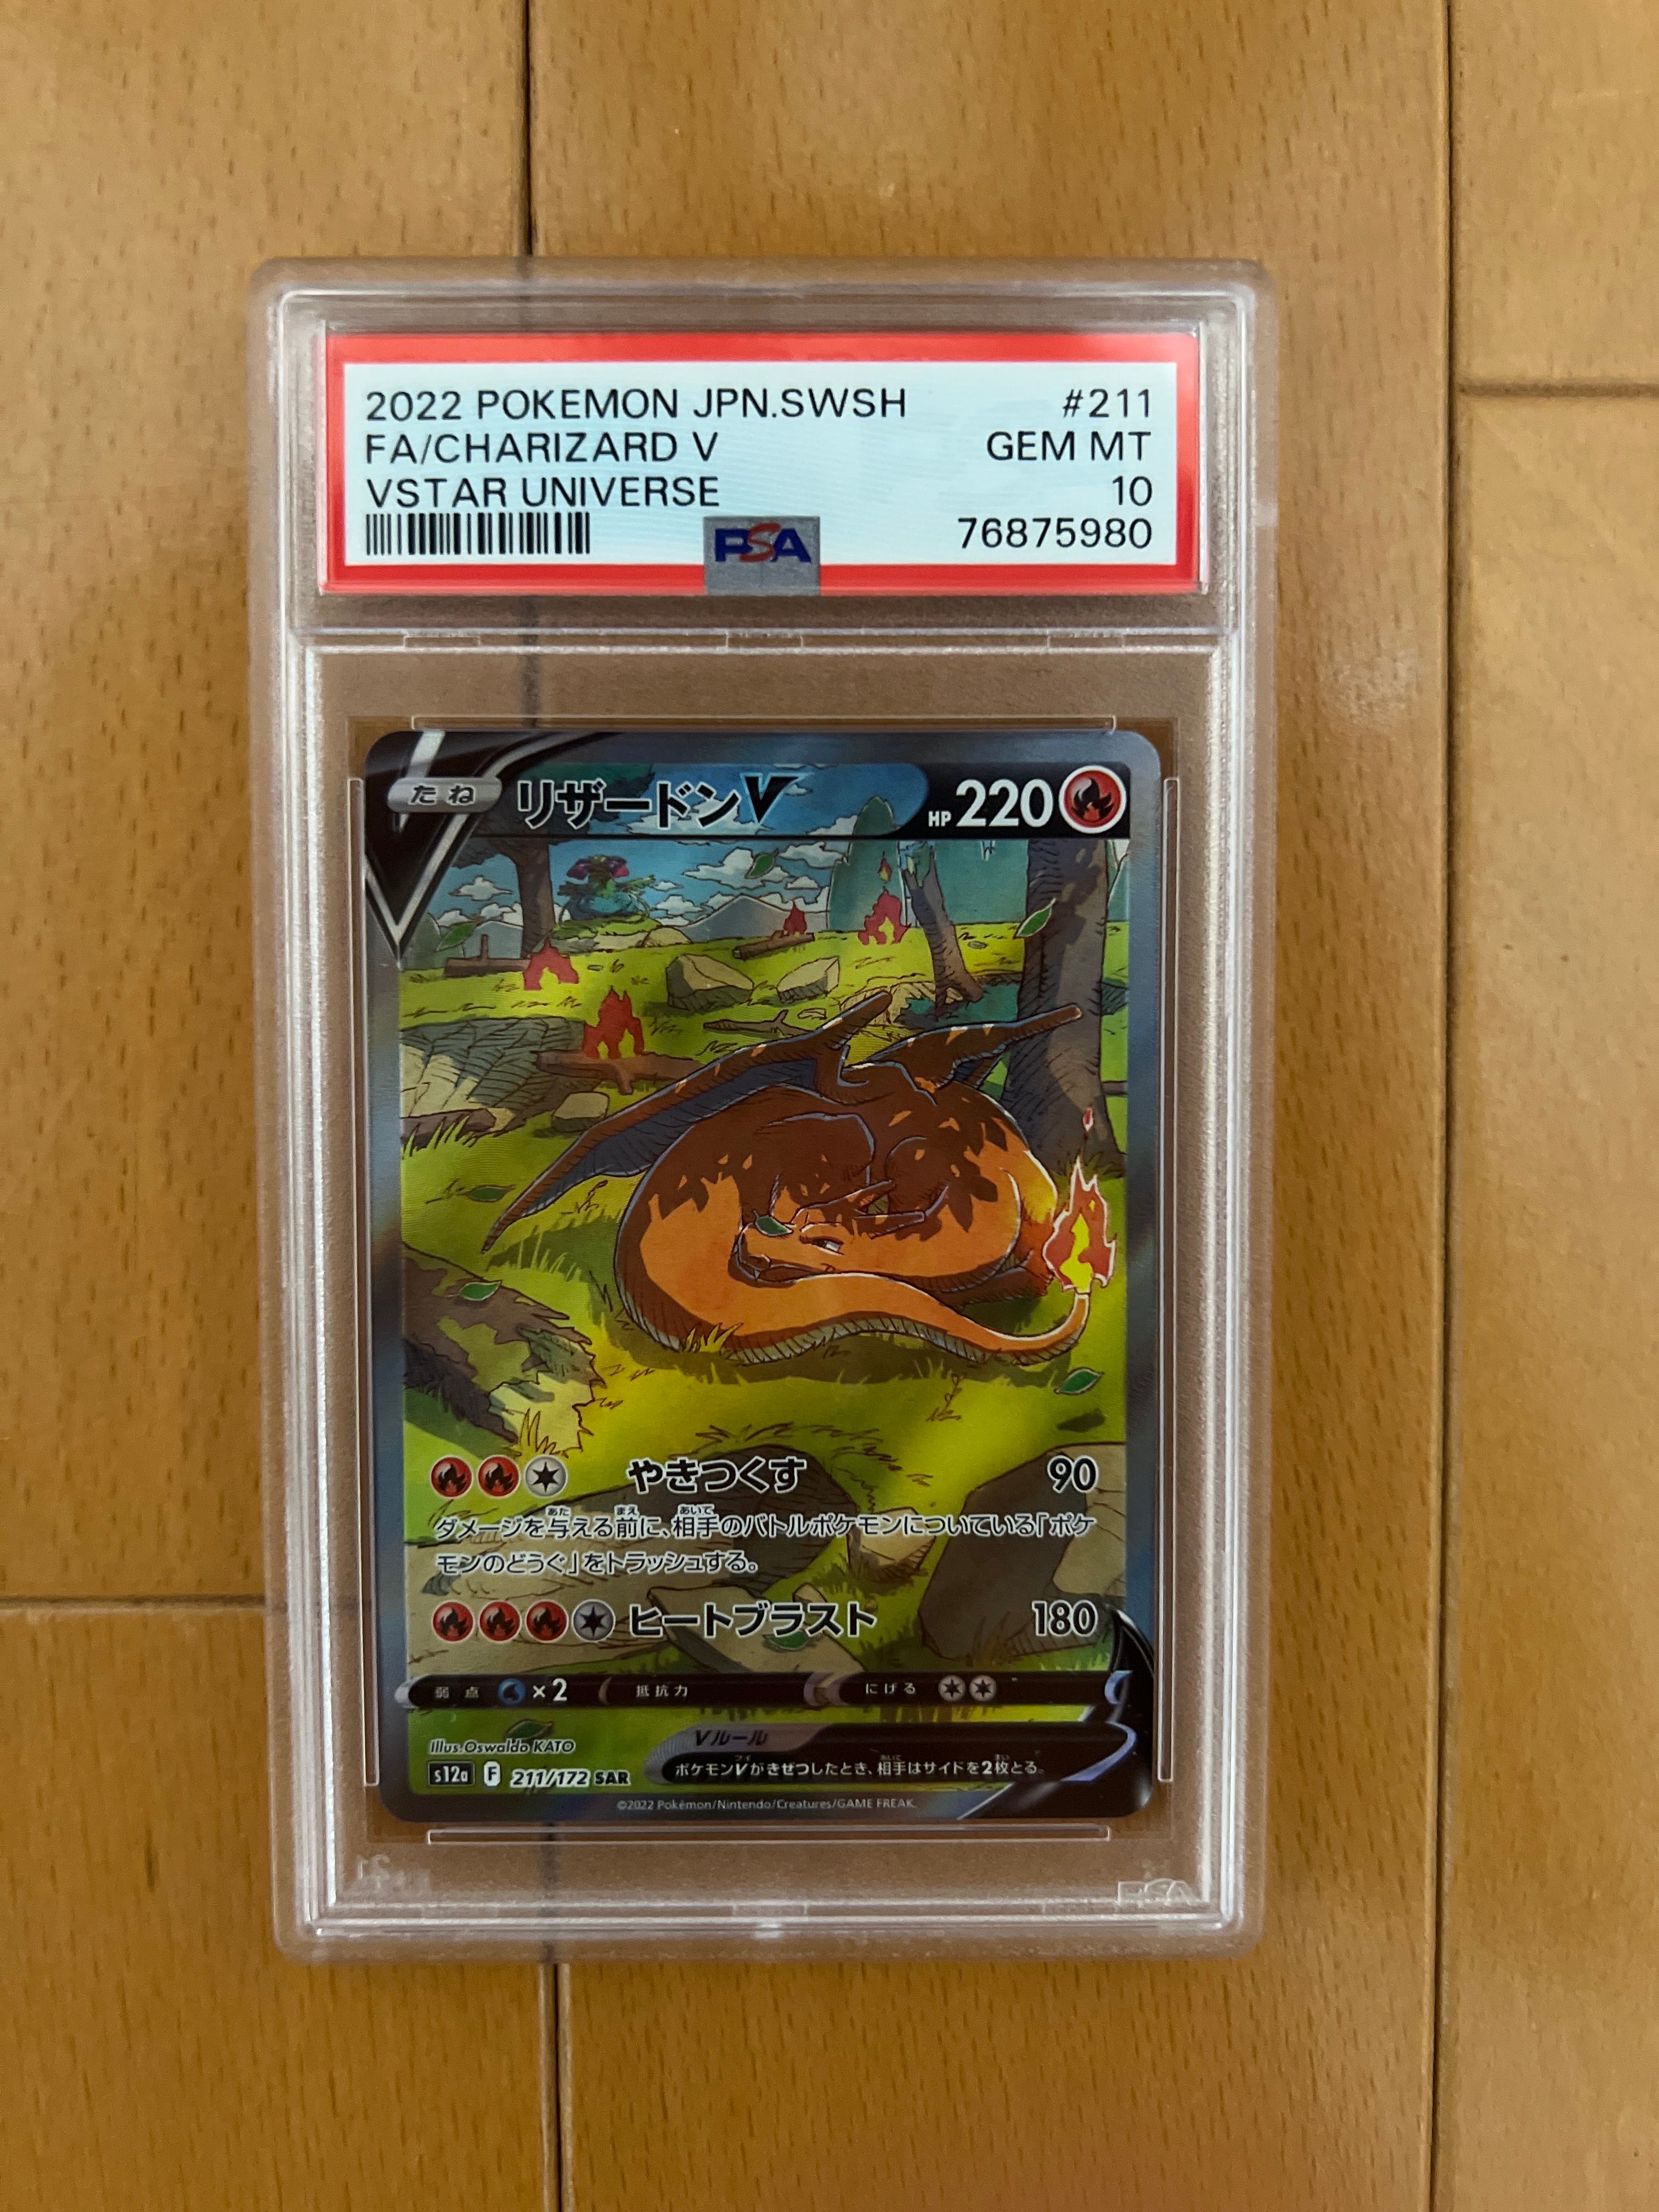 2022 POKEMON JPN.SWSH #211
FA/CHARIZARD V GEM MT
VSTAR UNIVERSE 10
PSA 76875980
たね リザードンV HP 220
やきつくす 90
ダメージを与える前に、相手のバトルポケモンについている「ポケ
モンのどうぐ」をトラッシュする。
ヒートブラスト 180
弱点 ×2 抵抗力 にげる
Illus. Oswaldo KATO Vルール
ポケモンVがきぜつしたとき、相手はサイドを2枚とる。
s12a F 211/172 SAR
©2022 Pokémon/Nintendo/Creatures/GAME FREAK.
PSA